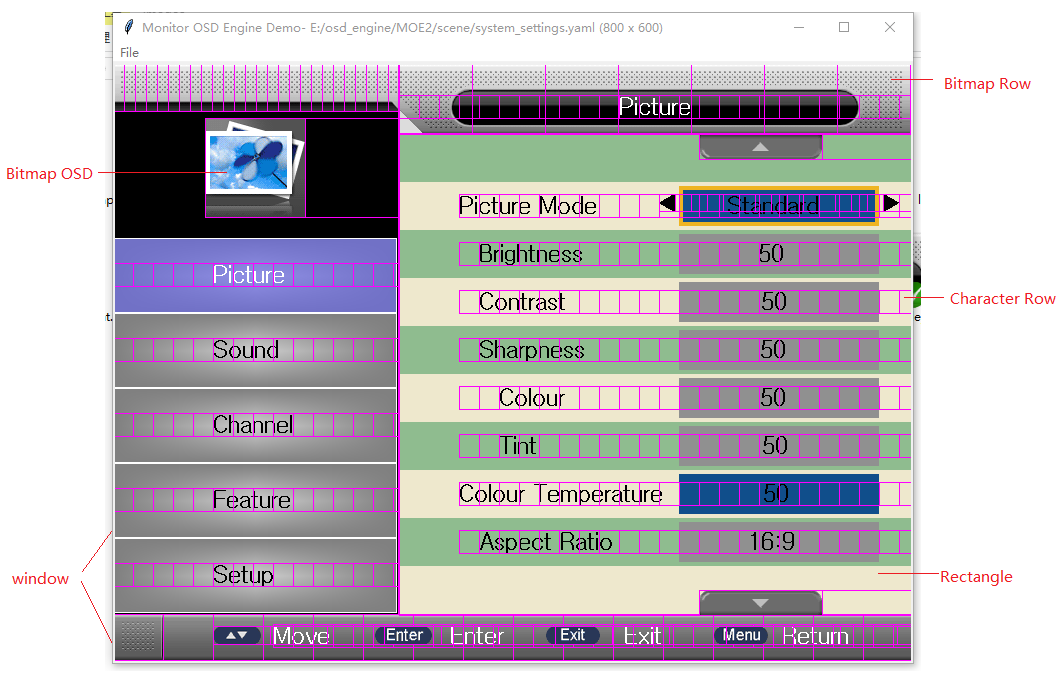 Monitor OSD Engine Demo- E:/osd_engine/MOE2/scene/system_settings.yaml (800 x 600)
File
Bitmap Row
Picture
Bitmap OSD
Picture Mode Standard
Brightness 50
Picture
Contrast 50
Character Row
Sound
Sharpness 50
Colour 50
Channel
Tint 50
Feature
Colour Temperature 50
Aspect Ratio 16:9
Setup
window
Rectangle
Move Enter Enter Exit Exit Menu Return